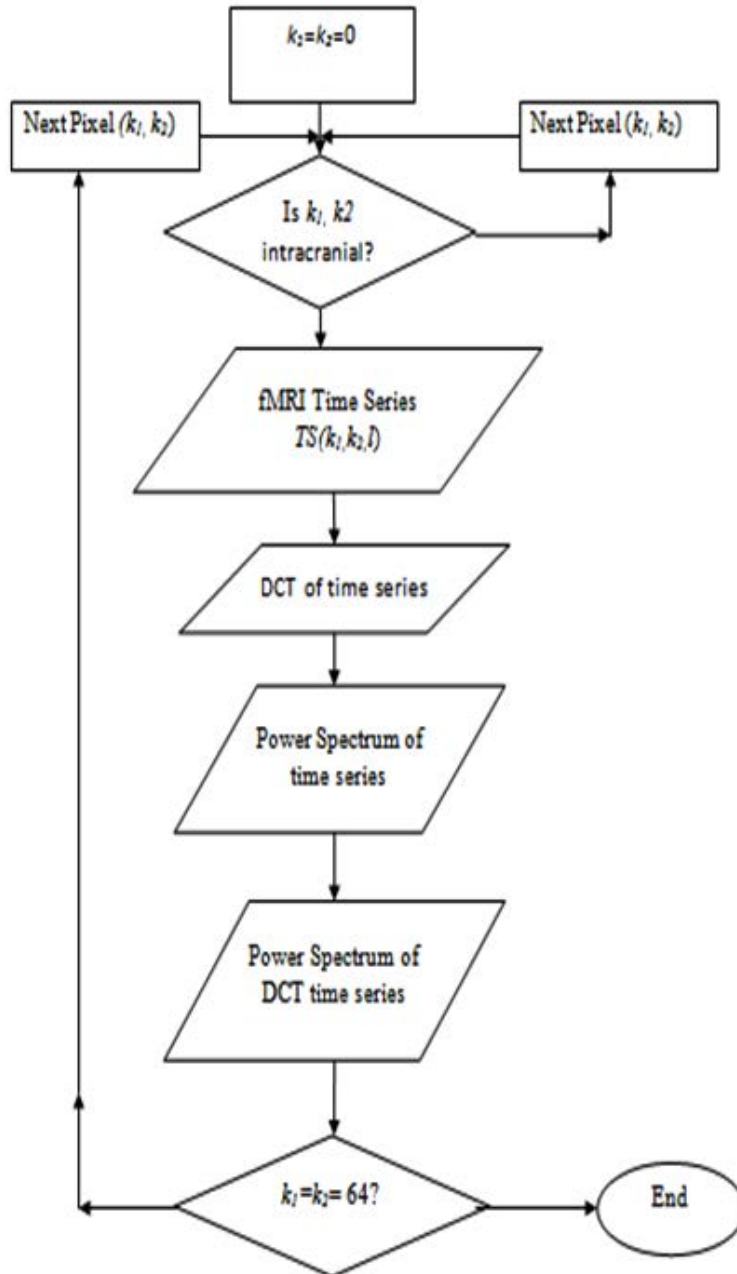 k₁=k₂=0
Next Pixel (k₁, k₂)
Next Pixel (k₁, k₂)
Is k₁, k2
intracranial?
fMRI Time Series
TS(k₁,k₂,l)
DCT of time series
Power Spectrum of
time series
Power Spectrum of
DCT time series
k₁=k₂= 64?
End